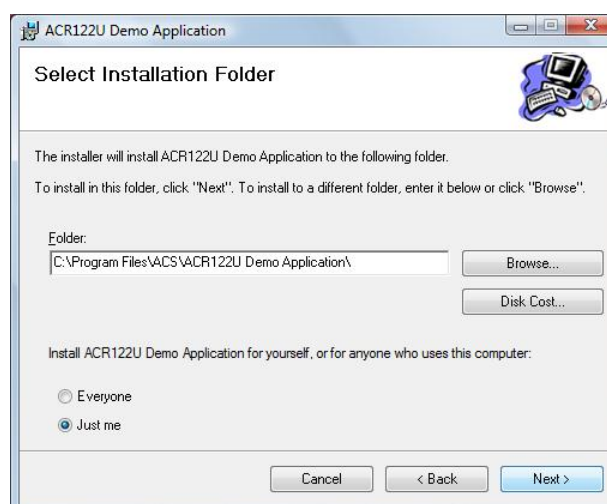 ACR122U Demo Application
Select Installation Folder
The installer will install ACR122U Demo Application to the following folder.
To install in this folder, click "Next". To install to a different folder, enter it below or click "Browse".
Folder:
C:\Program Files\ACS\ACR122U Demo Application\
Browse...
Disk Cost...
Install ACR122U Demo Application for yourself, or for anyone who uses this computer:
Everyone
Just me
Cancel
< Back
Next >